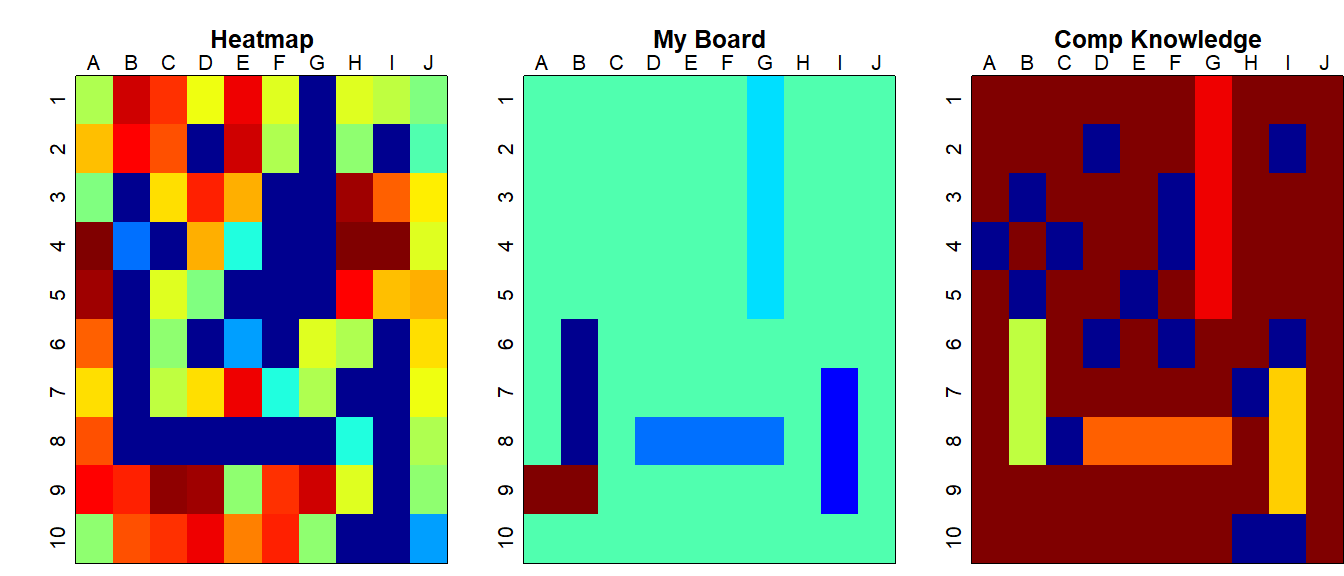 Heatmap My Board Comp Knowledge
A B C D E F G H I J A B C D E F G H I J A B C D E F G H I J
1 1 1
2 2 2
3 3 3
4 4 4
5 5 5
6 6 6
7 7 7
8 8 8
9 9 9
10 10 10